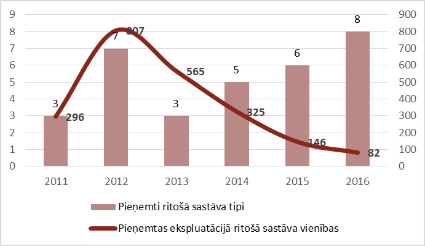 9 900
8 8 800
7 7 807 700
6 565 6 600
5 5 500
4 400
3 3 296 3 325 300
2 200
1 146 82 100
0 0
2011 2012 2013 2014 2015 2016
Pieņemti ritošā sastāva tipi
Pieņemtas ekspluatācijā ritošā sastāva vienības